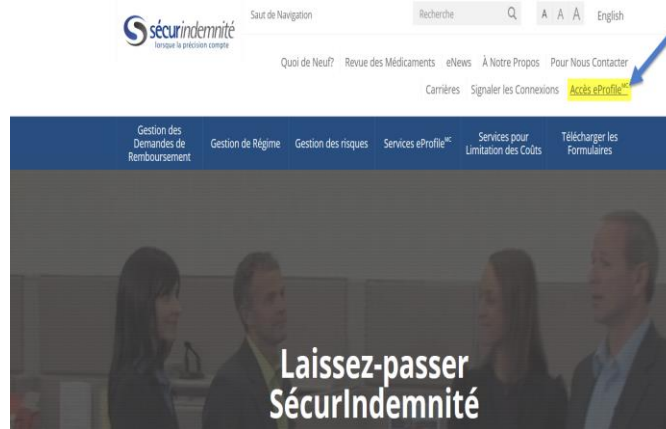 sécurindemnité
lorsque la précision compte
Saut de Navigation
Recherche
A A A English
Quoi de Neuf? Revue des Médicaments eNews À Notre Propos Pour Nous Contacter
Carrières Signaler les Connexions Accès eProfileᴹᶜ
Gestion des
Demandes de
Remboursement
Gestion de Régime
Gestion des risques
Services eProfileᴹᶜ
Services pour
Limitation des Coûts
Télécharger les
Formulaires
Laissez-passer
SécurIndemnité